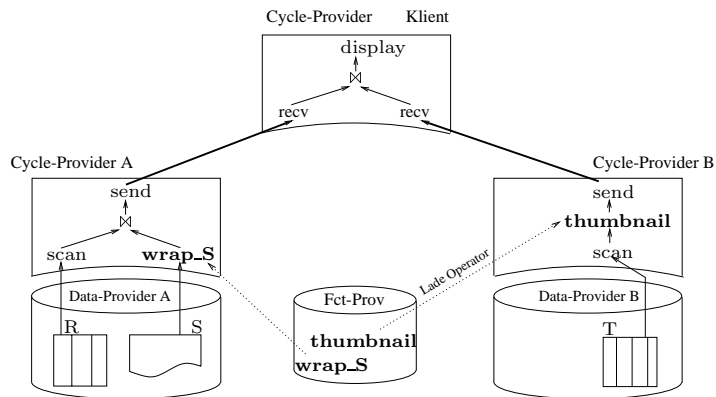 Cycle-Provider Klient
display
⋈
recv recv
Cycle-Provider A Cycle-Provider B
send send
⋈ thumbnail
scan wrap_S scan
Lade Operator
Data-Provider A Fct-Prov Data-Provider B
R S T
thumbnail
wrap_S